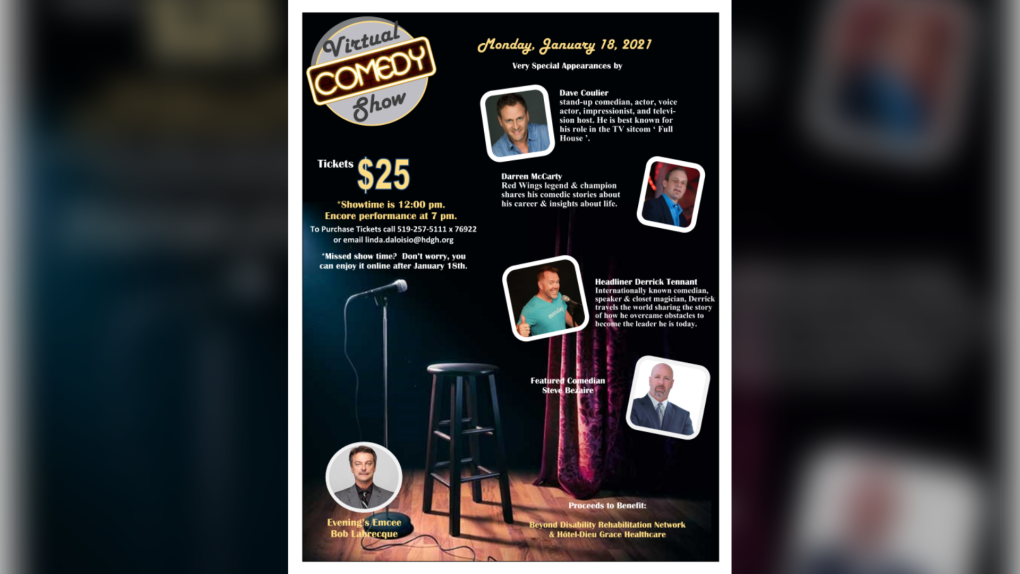 Virtual
COMEDY
Show
Monday, January 18, 2021
Very Special Appearances by
Dave Coulier
stand-up comedian, actor, voice
actor, impressionist, and televi-
sion host. He is best known for
his role in the TV sitcom ‘ Full
House ’.
Tickets $25
*Showtime is 12:00 pm.
Encore performance at 7 pm.
To Purchase Tickets call 519-257-5111 x 76922
or email linda.daloisio@hdgh.org
*Missed show time? Don't worry, you
can enjoy it online after January 18th.
Darren McCarty
Red Wings legend & champion
shares his comedic stories about
his career & insights about life.
Headliner Derrick Tennant
Internationally known comedian,
speaker & closet magician, Derrick
travels the world sharing the story
of how he overcame obstacles to
become the leader he is today.
Featured Comedian
Steve Bezaire
Evening's Emcee
Bob Labrecque
Proceeds to Benefit:
Beyond Disability Rehabilitation Network
& Hôtel-Dieu Grace Healthcare